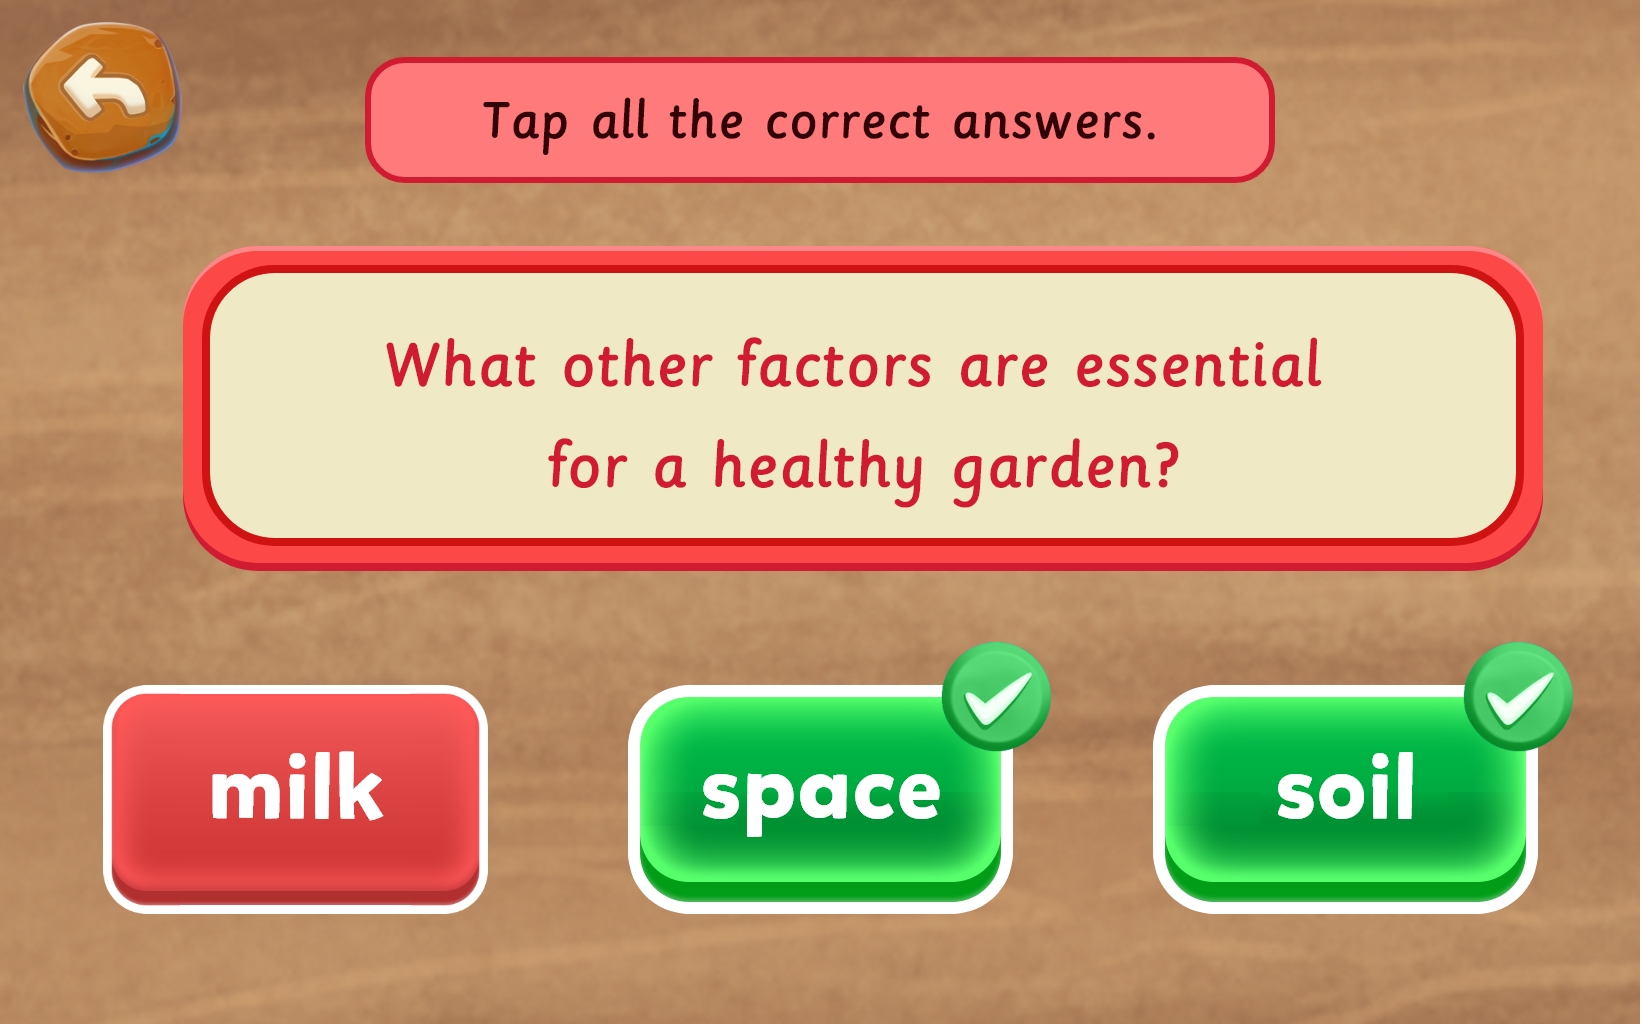 Tap all the correct answers.
What other factors are essential
for a healthy garden?
milk
space
soil